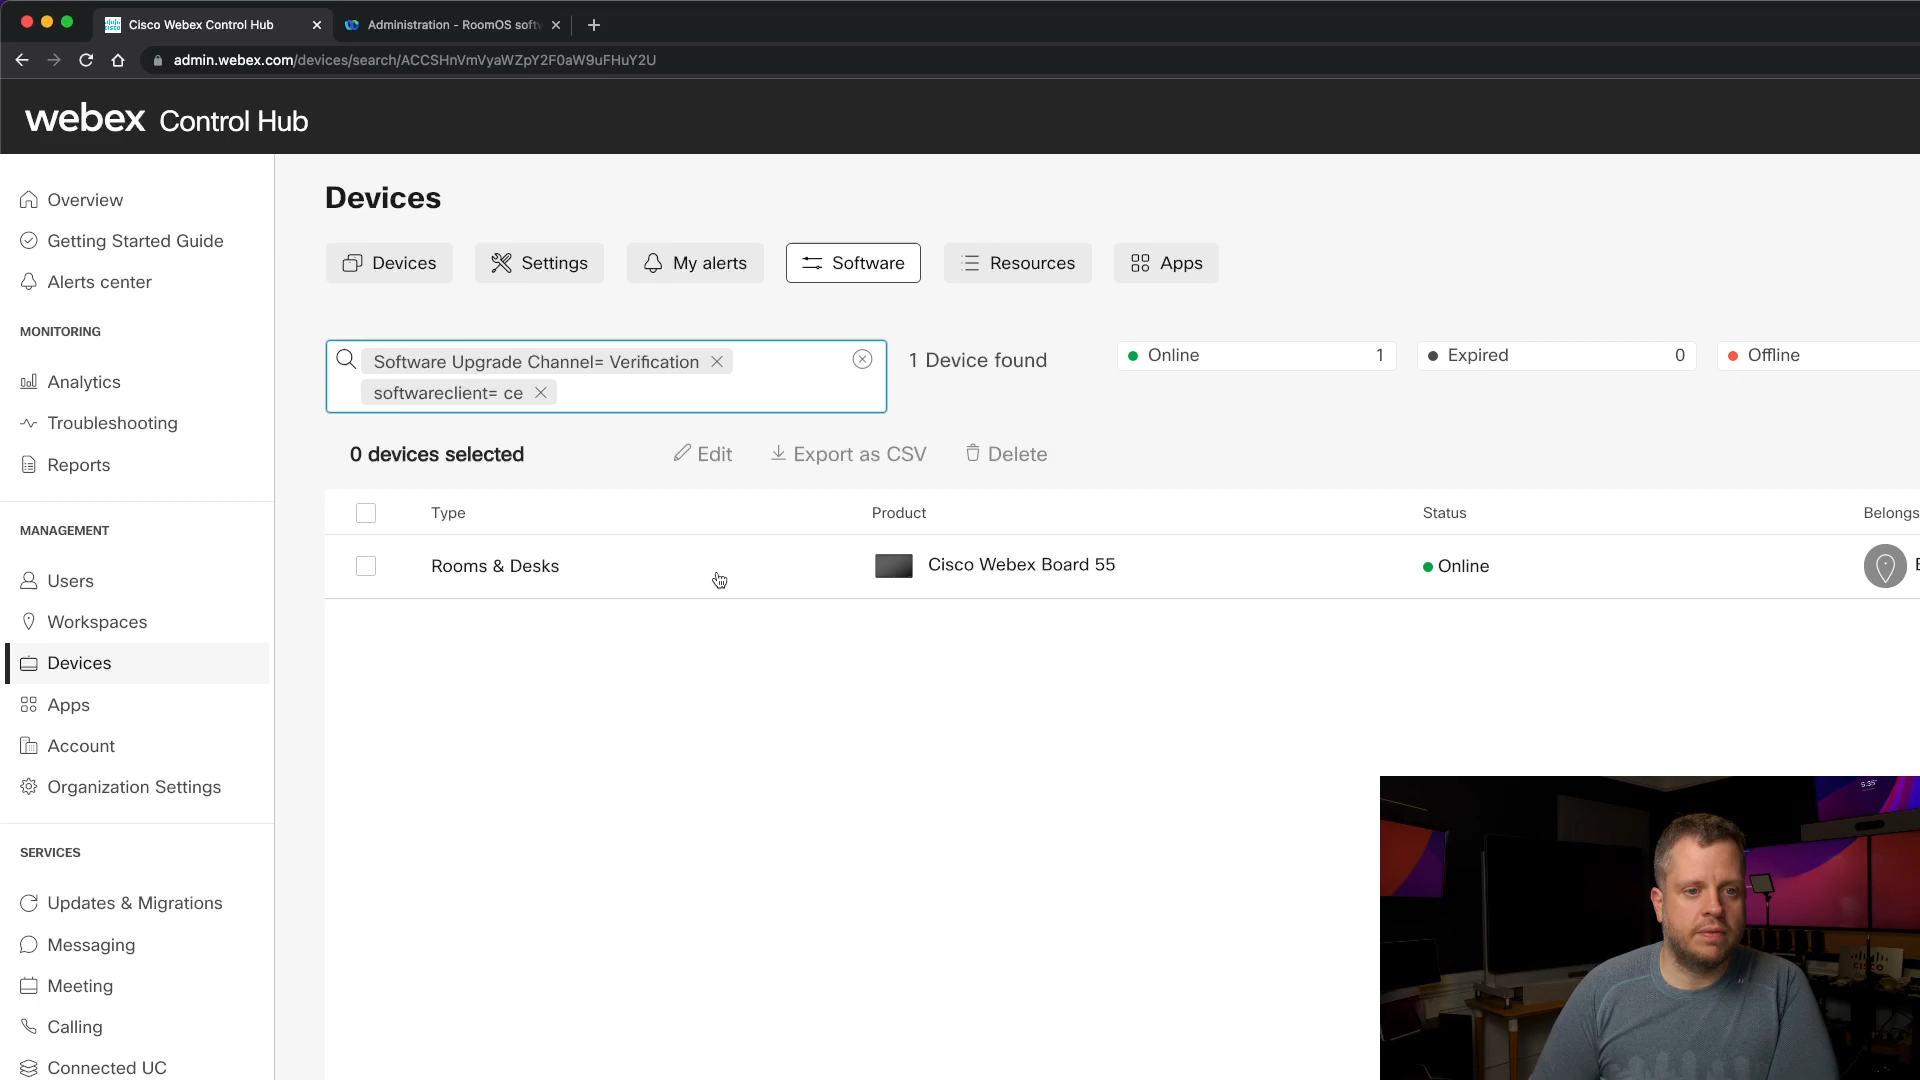 Cisco Webex Control Hub
Administration - RoomOS softw
admin.webex.com/devices/search/ACCSHnVmVyaWZpY2F0aW9uFHuY2U
webex Control Hub
Overview
Getting Started Guide
Alerts center
MONITORING
Analytics
Troubleshooting
Reports
MANAGEMENT
Users
Workspaces
Devices
Apps
Account
Organization Settings
SERVICES
Updates & Migrations
Messaging
Meeting
Calling
Connected UC
Devices
Devices Settings My alerts Software Resources Apps
Software Upgrade Channel= Verification
softwareclient= ce
1 Device found
Online 1
Expired 0
Offline
0 devices selected Edit Export as CSV Delete
Type Product Status Belongs
Rooms & Desks Cisco Webex Board 55 Online
5:35
CISCO